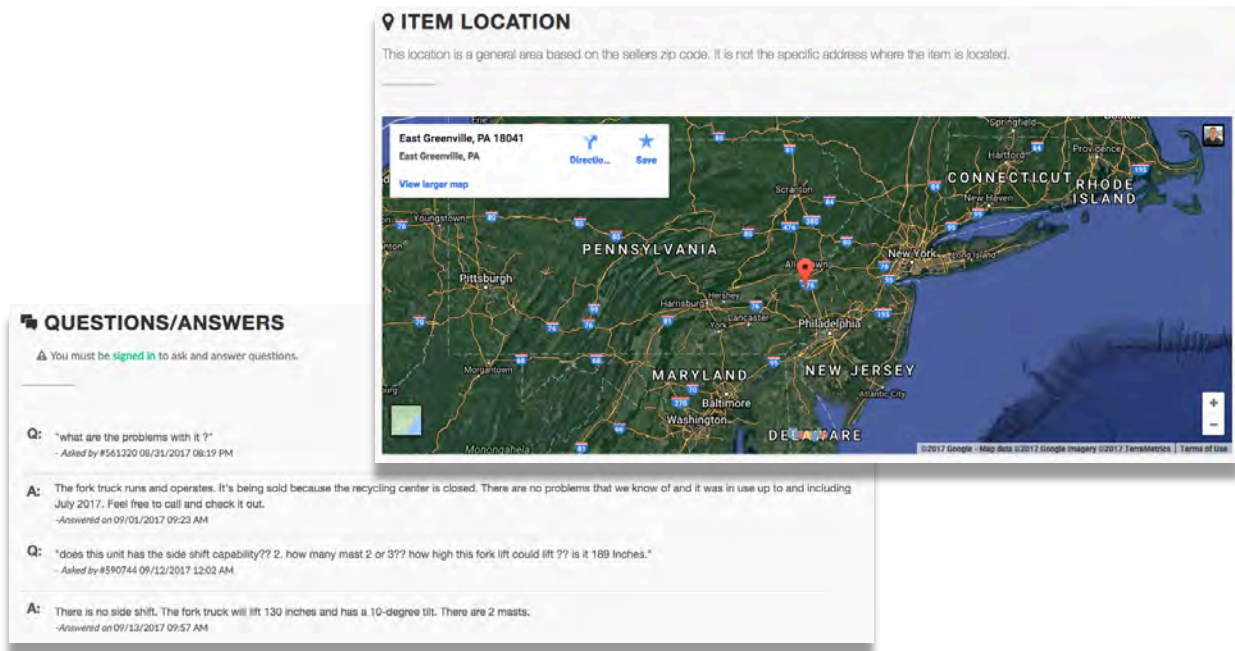 ITEM LOCATION
This location is a general area based on the sellers zip code. It is not the specific address where the item is located.
East Greenville, PA 18041
East Greenville, PA
Directio...
Save
View larger map
Erie
Springfield
Boston
Hartford
Providence
CONNECTICUT
RHODE
ISLAND
New Haven
Scranton
Youngstown
PENNSYLVANIA
New York
Long Island
Pittsburgh
Harrisburg
Hershey
Lancaster
York
Philadelphia
Morgantown
MARYLAND
NEW JERSEY
Atlantic City
Baltimore
Washington
DELAWARE
Monongahela
©2017 Google - Map data ©2017 Google Imagery ©2017 TerraMetrics
Terms of Use
QUESTIONS/ANSWERS
You must be signed in to ask and answer questions.
Q: "what are the problems with it ?"
- Asked by #561320 08/31/2017 08:19 PM
A: The fork truck runs and operates. It's being sold because the recycling center is closed. There are no problems that we know of and it was in use up to and including
July 2017. Feel free to call and check it out.
-Answered on 09/01/2017 09:23 AM
Q: "does this unit has the side shift capability?? 2. how many mast 2 or 3?? how high this fork lift could lift ?? is it 189 Inches."
- Asked by #590744 09/12/2017 12:02 AM
A: There is no side shift. The fork truck will lift 130 inches and has a 10-degree tilt. There are 2 masts.
-Answered on 09/13/2017 09:57 AM